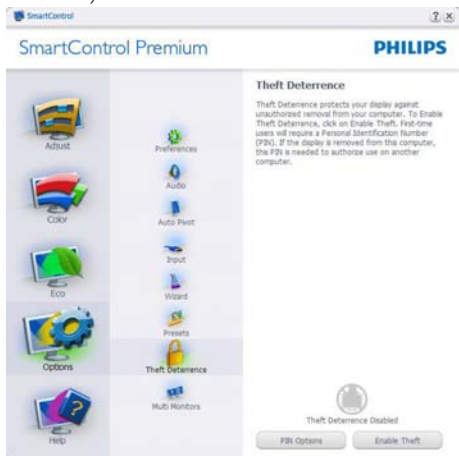 SmartControl
SmartControl Premium
PHILIPS
Adjust
Color
Eco
Options
Help
Preferences
Audio
Auto Pivot
Input
Wizard
Presets
Theft Deterrence
Multi Monitors
Theft Deterrence
Theft Deterrence protects your display against
unauthorized removal from your computer. To Enable
Theft Deterrence, click on Enable Theft. First-time
users will require a Personal Identification Number
(PIN). If the display is removed from this computer,
this PIN is needed to authorize use on another
computer.
Theft Deterrence Disabled
PIN Options
Enable Theft